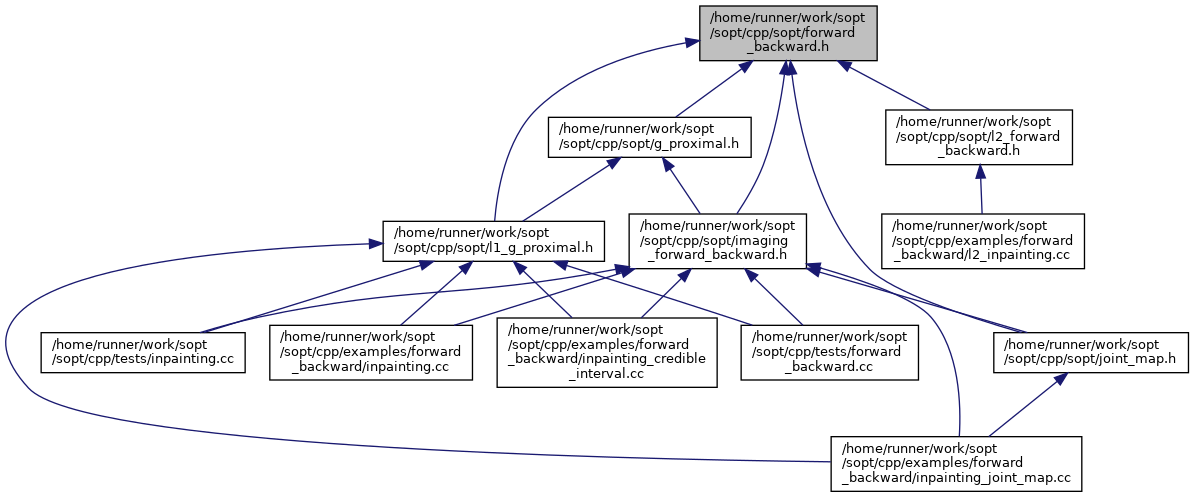 /home/runner/work/sopt
/sopt/cpp/sopt/forward
_backward.h
/home/runner/work/sopt
/sopt/cpp/sopt/g_proximal.h
/home/runner/work/sopt
/sopt/cpp/sopt/l2_forward
_backward.h
/home/runner/work/sopt
/sopt/cpp/sopt/l1_g_proximal.h
/home/runner/work/sopt
/sopt/cpp/sopt/imaging
_forward_backward.h
/home/runner/work/sopt
/sopt/cpp/examples/forward
_backward/l2_inpainting.cc
/home/runner/work/sopt
/sopt/cpp/tests/inpainting.cc
/home/runner/work/sopt
/sopt/cpp/examples/forward
_backward/inpainting.cc
/home/runner/work/sopt
/sopt/cpp/examples/forward
_backward/inpainting_credible
_interval.cc
/home/runner/work/sopt
/sopt/cpp/tests/forward
_backward.cc
/home/runner/work/sopt
/sopt/cpp/sopt/joint_map.h
/home/runner/work/sopt
/sopt/cpp/examples/forward
_backward/inpainting_joint_map.cc